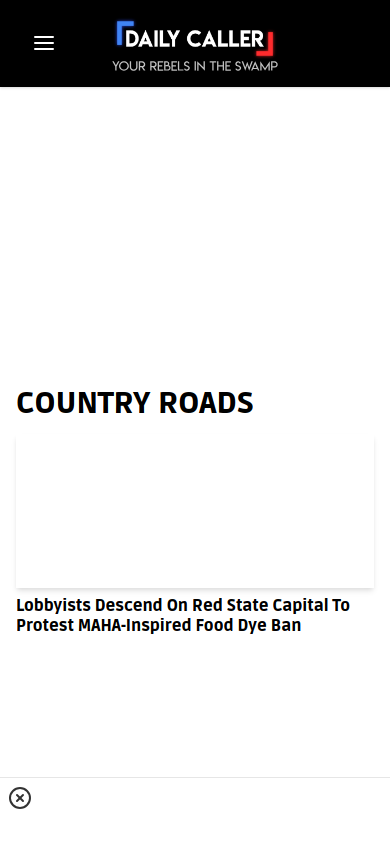 DAILY CALLER
YOUR REBELS IN THE SWAMP
COUNTRY ROADS
Lobbyists Descend On Red State Capital To
Protest MAHA-Inspired Food Dye Ban